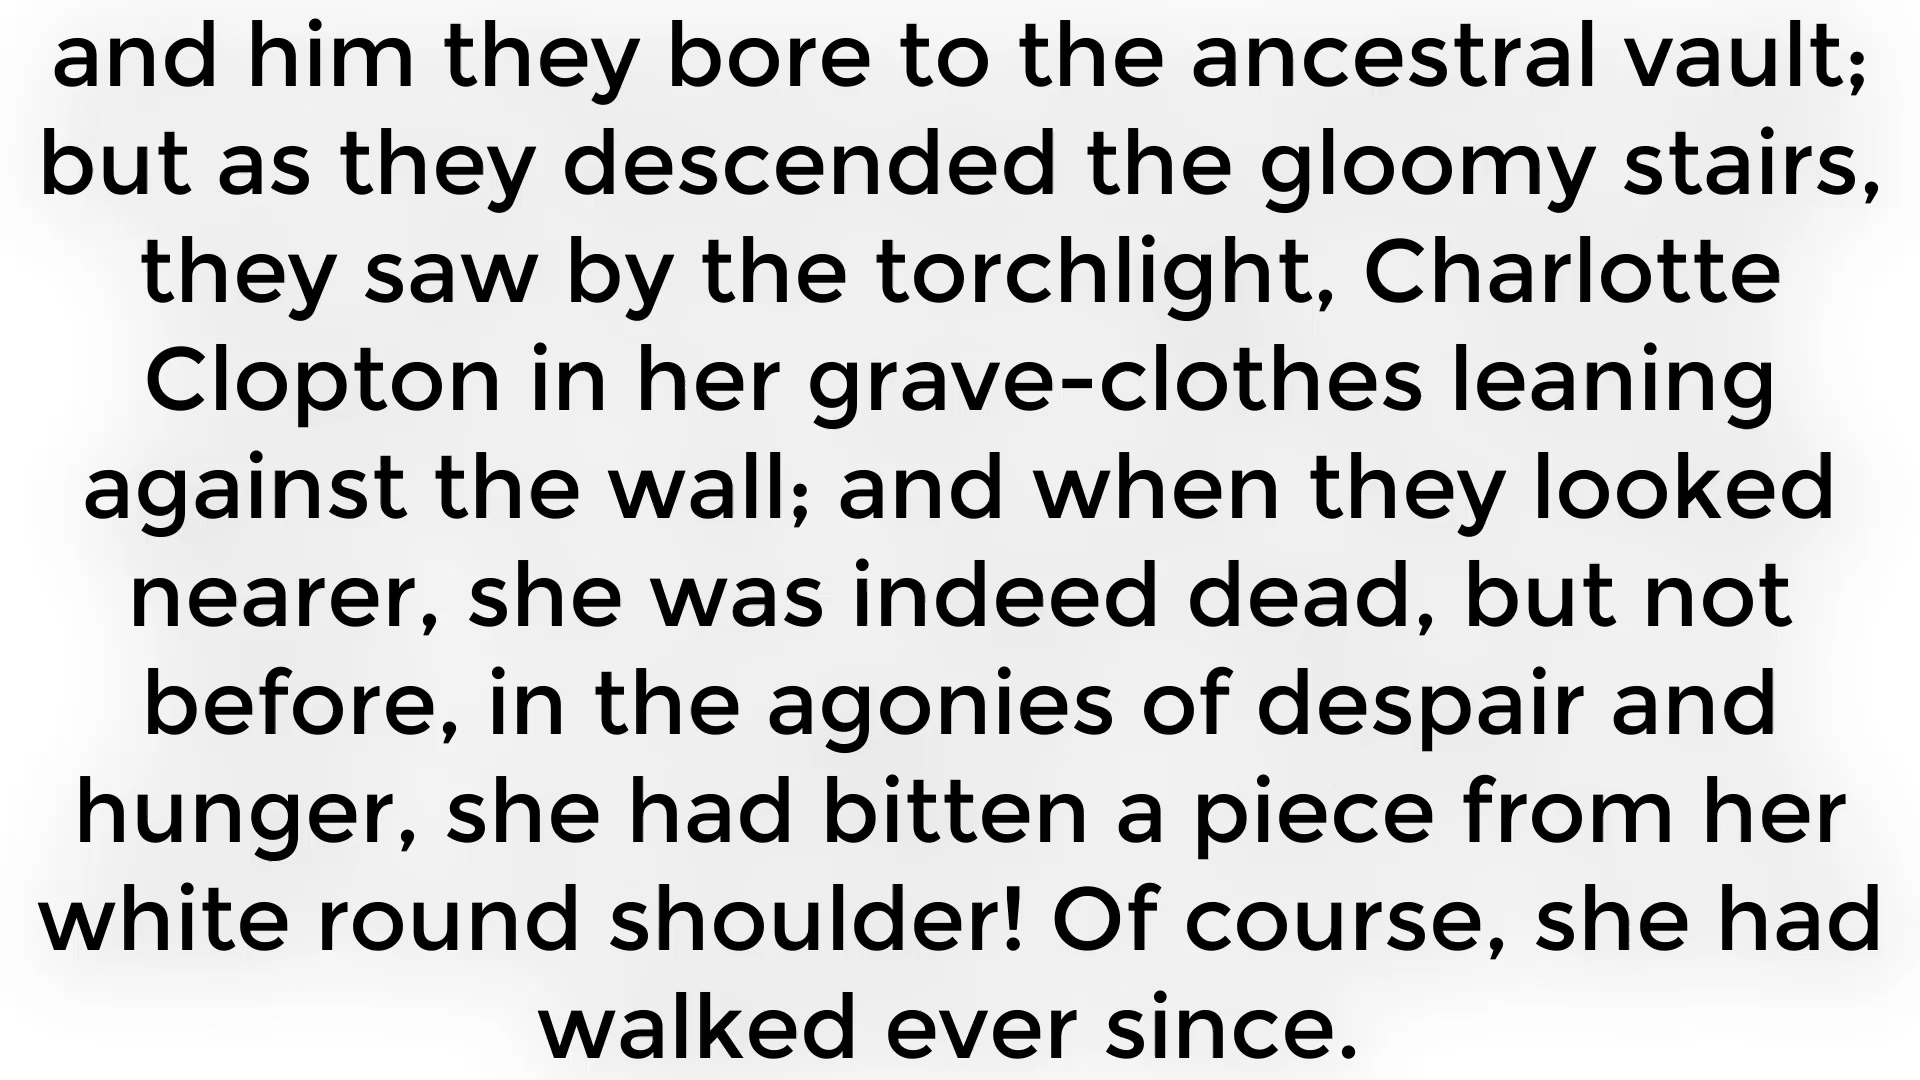 and him they bore to the ancestral vault;
but as they descended the gloomy stairs,
they saw by the torchlight, Charlotte
Clopton in her grave-clothes leaning
against the wall; and when they looked
nearer, she was indeed dead, but not
before, in the agonies of despair and
hunger, she had bitten a piece from her
white round shoulder! Of course, she had
walked ever since.